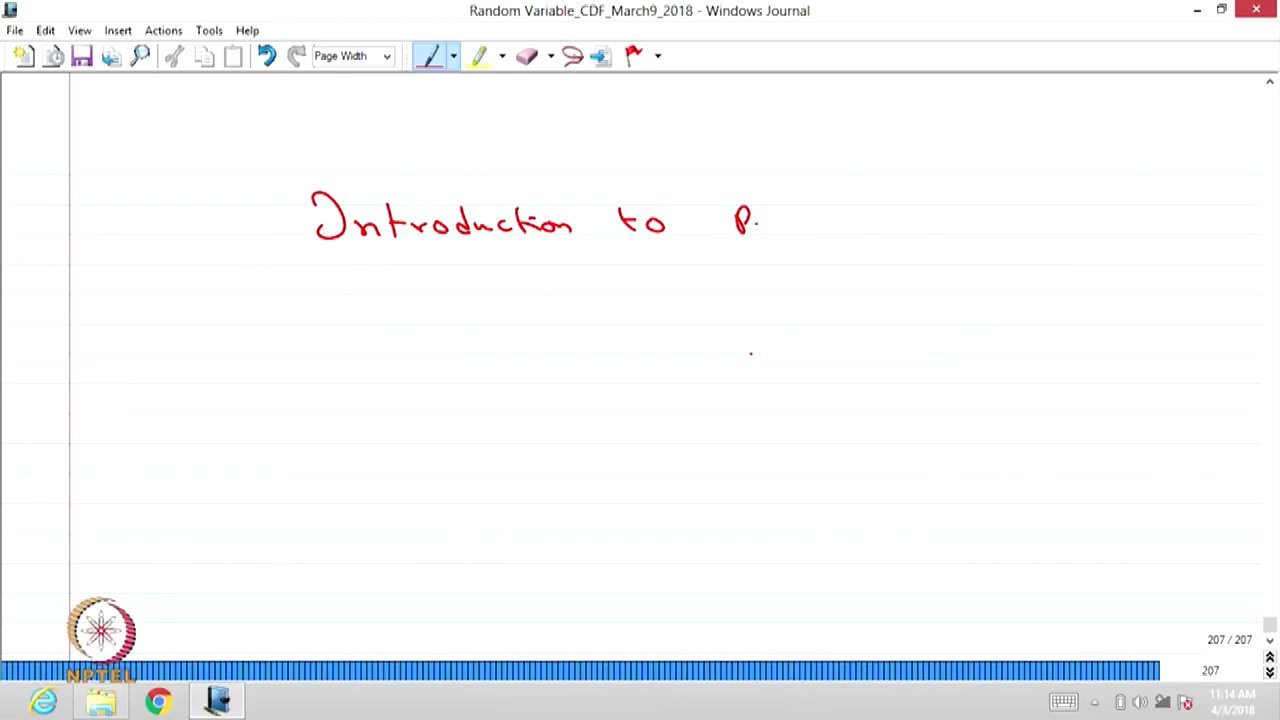 Random Variable_CDF_March9_2018 - Windows Journal
File Edit View Insert Actions Tools Help
Page Width
Introduction to P
207 / 207
207
NPTEL
11:14 AM
4/3/2018